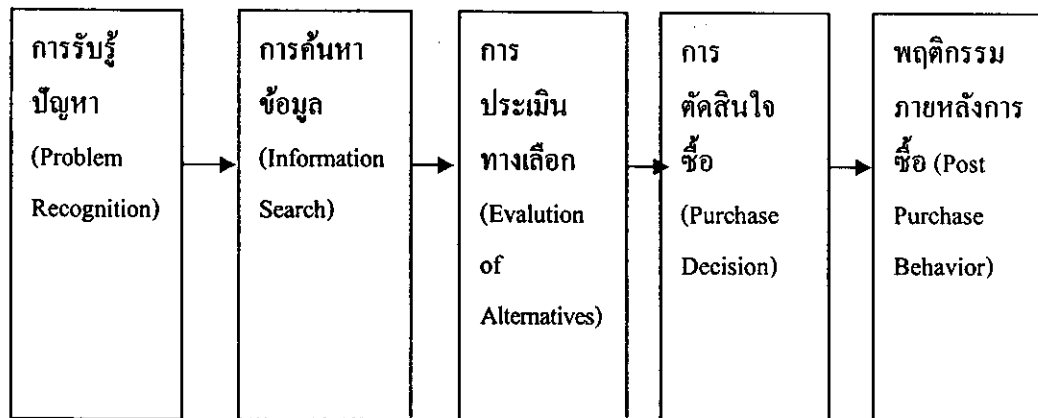 การรับรู้
ปัญหา
(Problem
Recognition)
การค้นหา
ข้อมูล
(Information
Search)
การ
ประเมิน
ทางเลือก
(Evalution
of
Alternatives)
การ
ตัดสินใจ
ซื้อ
(Purchase
Decision)
พฤติกรรม
ภายหลังการ
ซื้อ (Post
Purchase
Behavior)